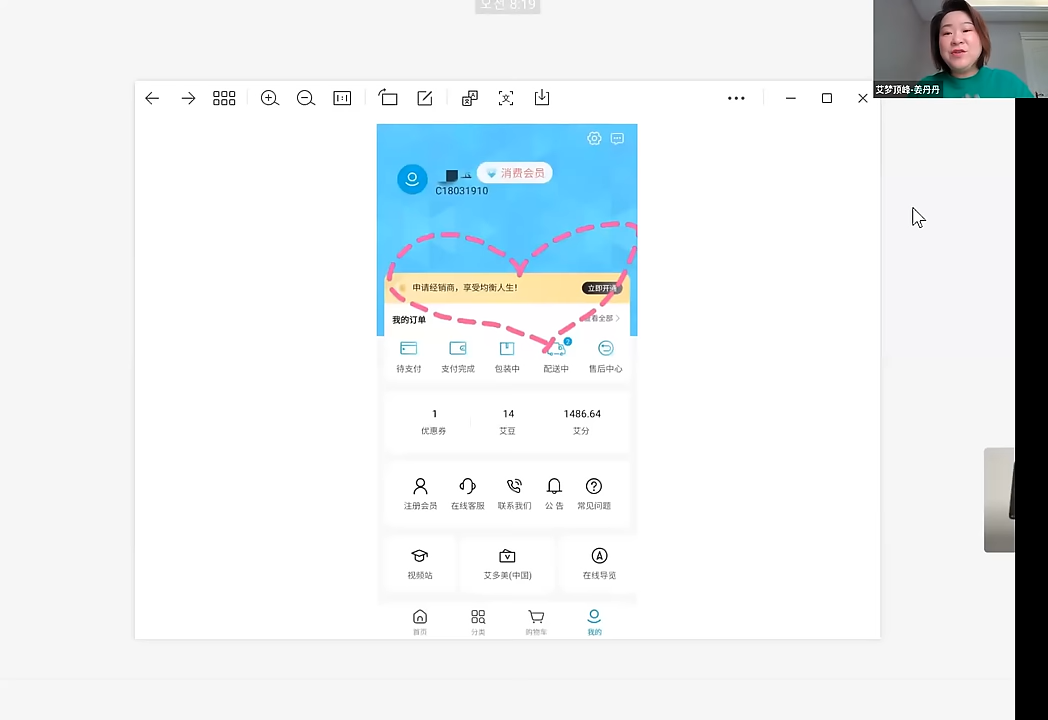 오전 8:19
艾梦顶峰-姜丹丹
消费会员
C18031910
申请经销商，享受均衡人生！
立即开通
我的订单
查看全部
2
待支付 支付完成 包装中 配送中 售后中心
1 14 1486.64
优惠券 艾豆 艾分
注册会员 在线客服 联系我们 公告 常见问题
视频站 艾多美(中国) 在线导览
首页 分类 购物车 我的